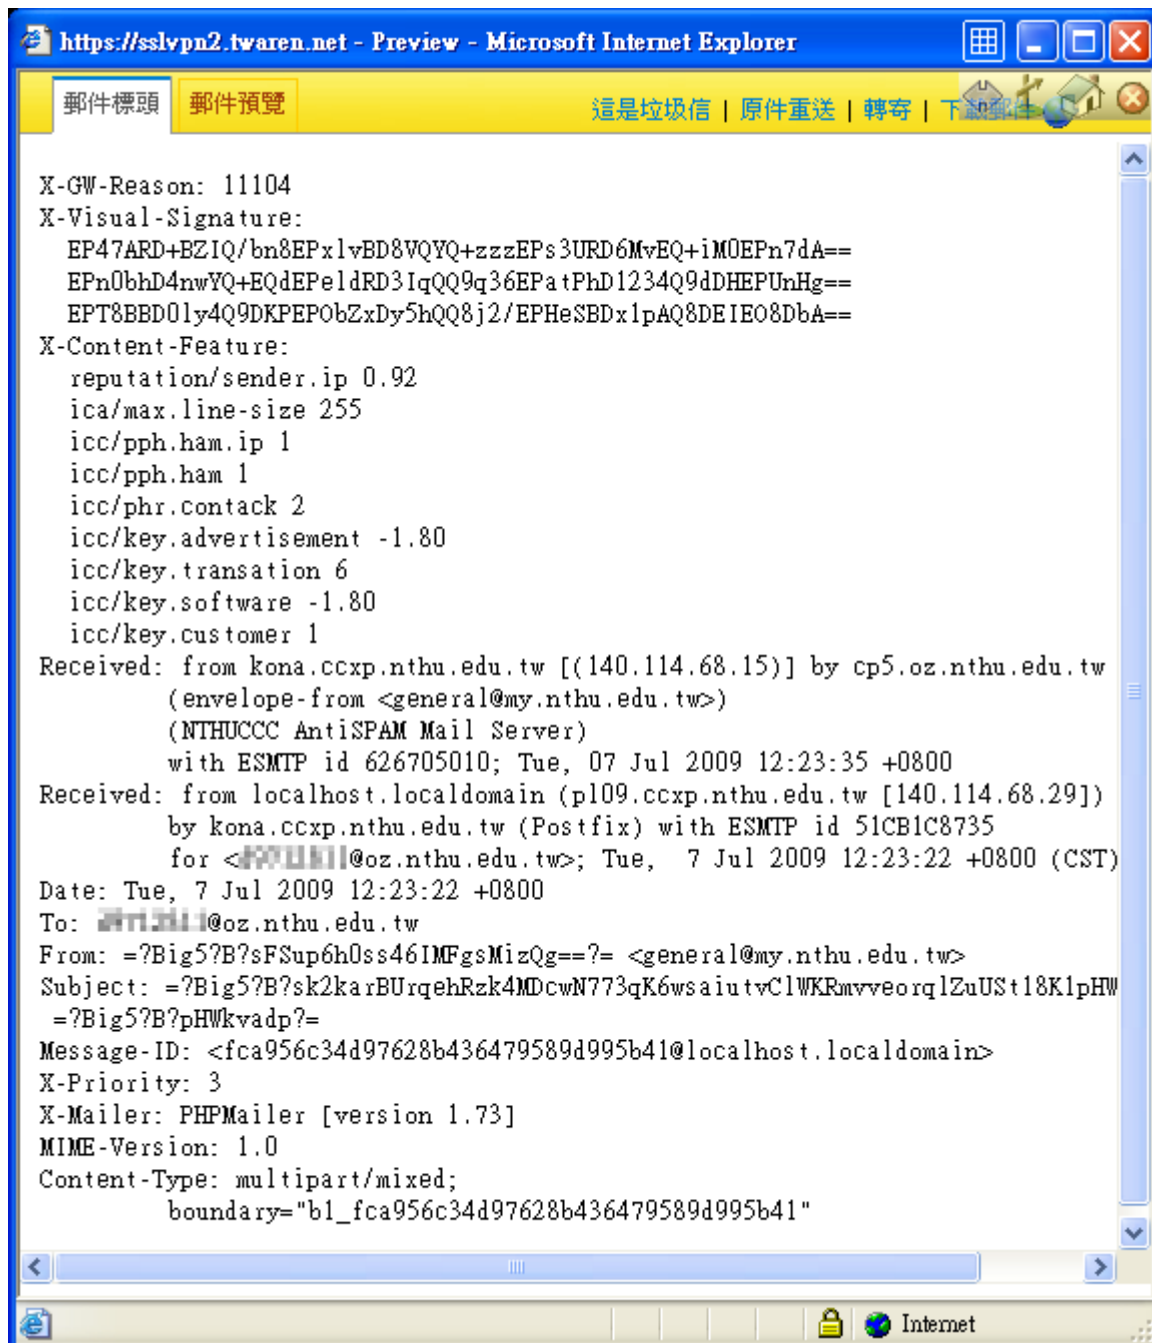 https://sslvpn2.twaren.net - Preview - Microsoft Internet Explorer
郵件標頭 郵件預覽 這是垃圾信 | 原件重送 | 轉寄 | 下載郵件
X-GW-Reason: 11104
X-Visual-Signature:
EP47ARD+BZIQ/bn8EPxlvBD8VQYQ+zzzEPs3URD6MvEQ+iM0EPn7dA==
EPn0bhD4nwYQ+EQdEPeldRD3IqQQ9q36EPatPhD1234Q9dDHEPUnHg==
EPT8BBD0ly4Q9DKPEPObZxDy5hQQ8j2/EPHeSBDx1pAQ8DEIEO8DbA==
X-Content-Feature:
reputation/sender.ip 0.92
ica/max.line-size 255
icc/pph.ham.ip 1
icc/pph.ham 1
icc/phr.contack 2
icc/key.advertisement -1.80
icc/key.transation 6
icc/key.software -1.80
icc/key.customer 1
Received: from kona.ccxp.nthu.edu.tw [(140.114.68.15)] by cp5.oz.nthu.edu.tw
(envelope-from <general@my.nthu.edu.tw>)
(NTHUCCC AntiSPAM Mail Server)
with ESMTP id 626705010; Tue, 07 Jul 2009 12:23:35 +0800
Received: from localhost.localdomain (pl09.ccxp.nthu.edu.tw [140.114.68.29])
by kona.ccxp.nthu.edu.tw (Postfix) with ESMTP id 51CB1C8735
for < @oz.nthu.edu.tw>; Tue, 7 Jul 2009 12:23:22 +0800 (CST)
Date: Tue, 7 Jul 2009 12:23:22 +0800
To: @oz.nthu.edu.tw
From: =?Big5?B?sFSup6h0ss46IMFgsMizQg==?= <general@my.nthu.edu.tw>
Subject: =?Big5?B?sk2karBUrqehRzk4MDcwN773qK6wsaiutvClWKRmvveorqlZuUSt18K1pHW
=?Big5?B?pHWkvadp?=
Message-ID: <fca956c34d97628b436479589d995b41@localhost.localdomain>
X-Priority: 3
X-Mailer: PHPMailer [version 1.73]
MIME-Version: 1.0
Content-Type: multipart/mixed;
boundary="b1_fca956c34d97628b436479589d995b41"
Internet